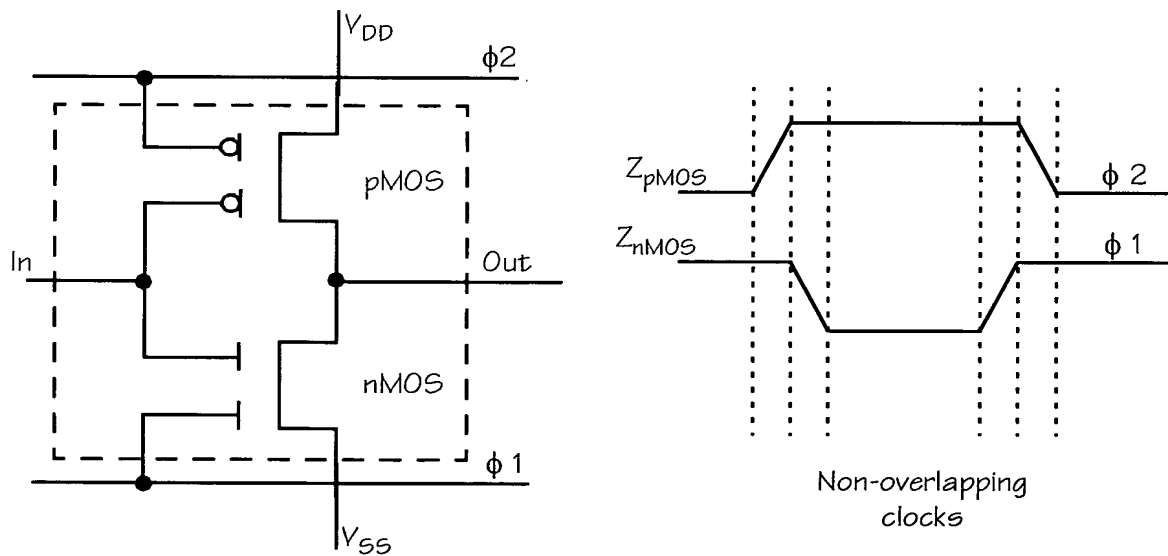 V_DD
ϕ2
pMOS
In
Out
nMOS
ϕ1
V_SS
Z_pMOS
ϕ 2
Z_nMOS
ϕ 1
Non-overlapping
clocks